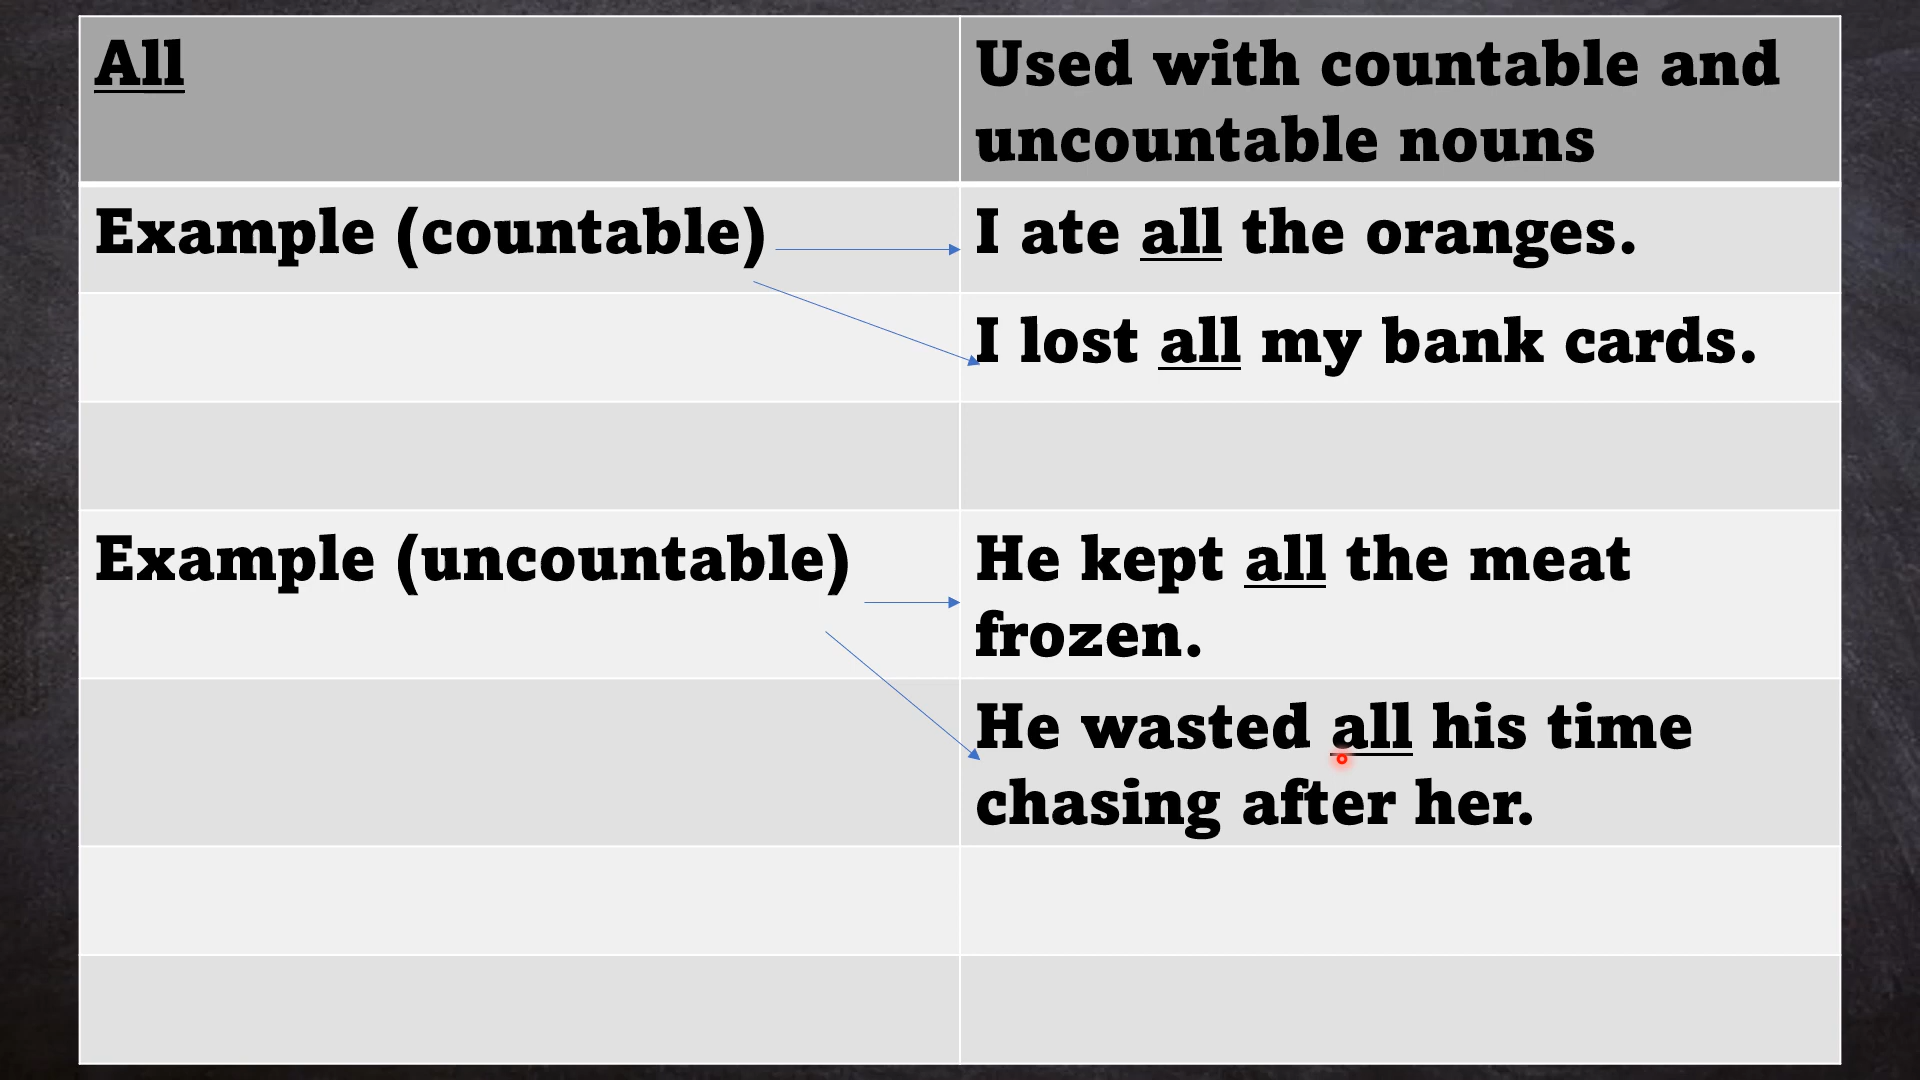 All
Used with countable and
uncountable nouns
Example (countable)
I ate all the oranges.
I lost all my bank cards.
Example (uncountable)
He kept all the meat
frozen.
He wasted all his time
chasing after her.